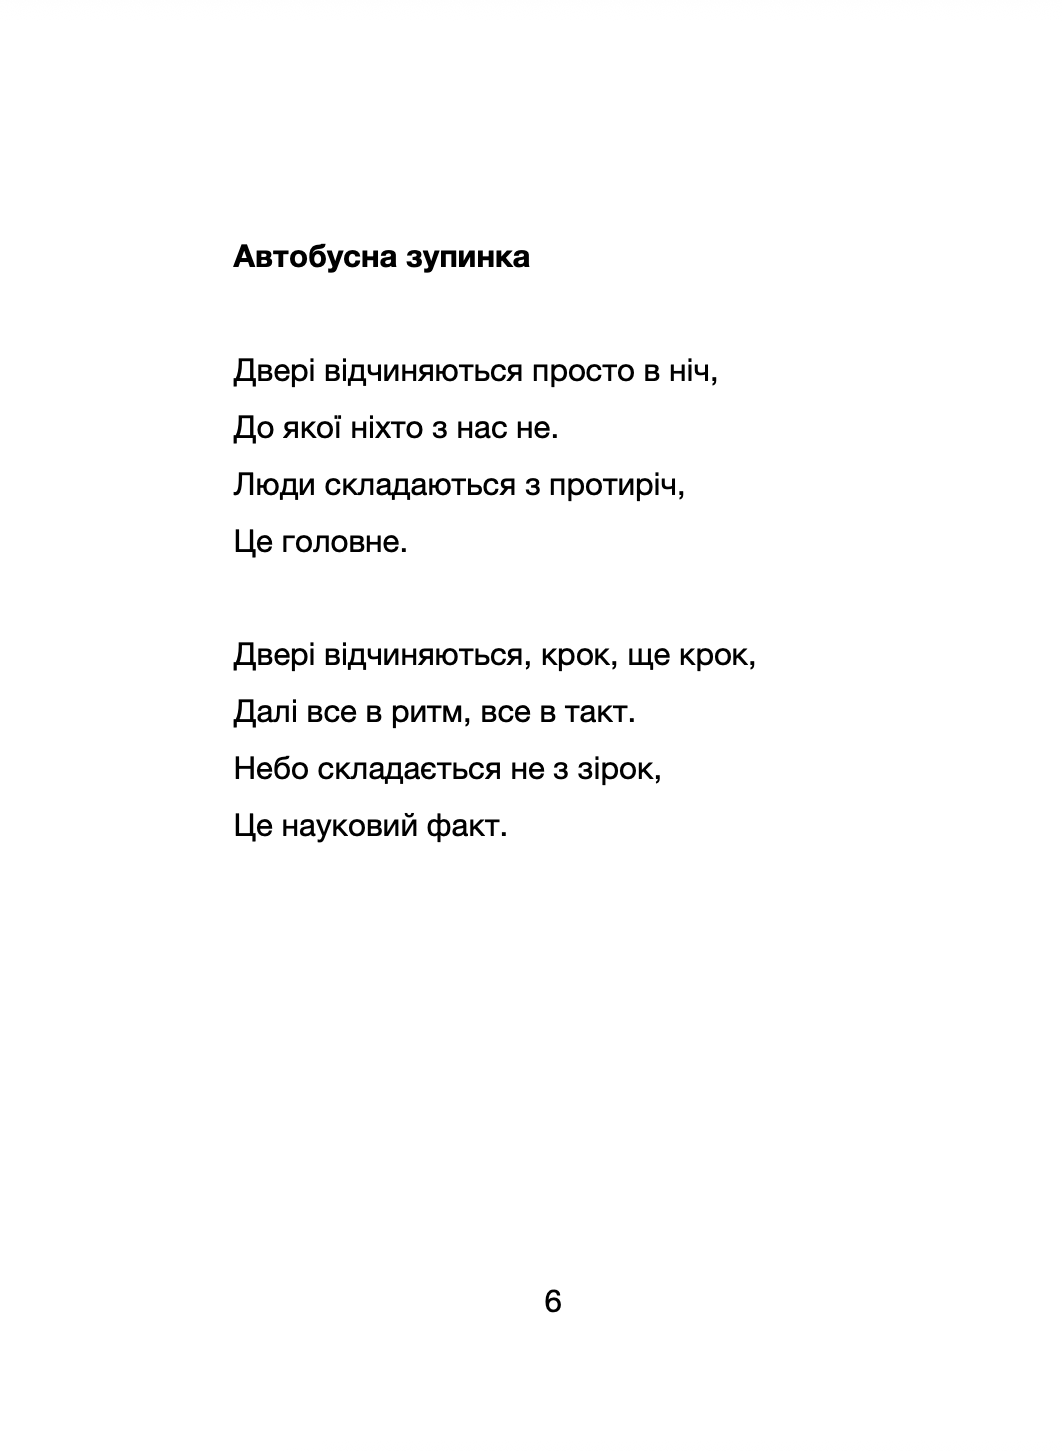 Автобусна зупинка
Двері відчиняються просто в ніч,
До якої ніхто з нас не.
Люди складаються з протиріч,
Це головне.
Двері відчиняються, крок, ще крок,
Далі все в ритм, все в такт.
Небо складається не з зірок,
Це науковий факт.
6